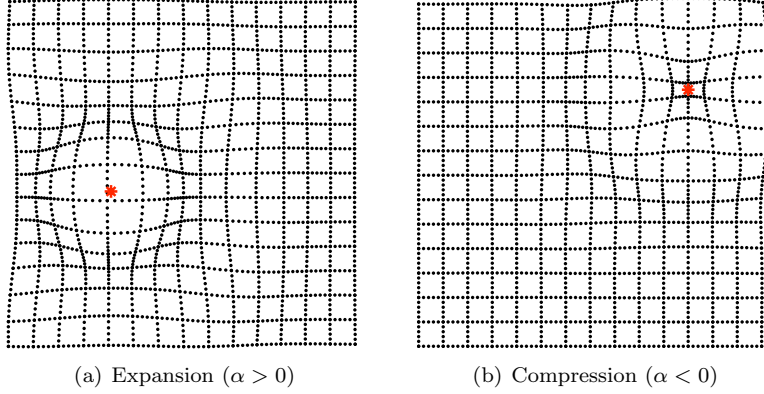 (a) Expansion (α > 0)
(b) Compression (α < 0)